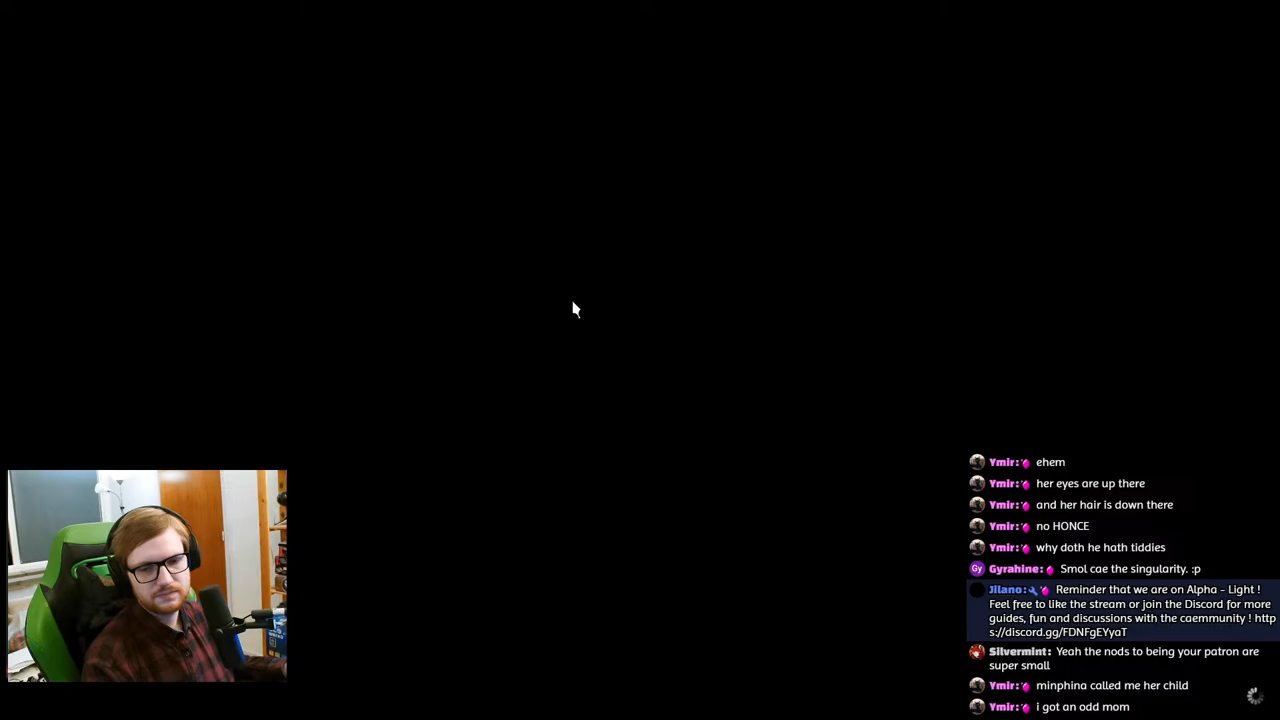 Ymir: ehem
Ymir: her eyes are up there
Ymir: and her hair is down there
Ymir: no HONCE
Ymir: why doth he hath tiddies
Gy Gyrahine: Smol cae the singularity. :p
Jilano: Reminder that we are on Alpha - Light !
Feel free to like the stream or join the Discord for more
guides, fun and discussions with the caemmunity ! http
s://discord.gg/FDNFgEYyaT
Silvermint: Yeah the nods to being your patron are
super small
Ymir: minphina called me her child
Ymir: i got an odd mom